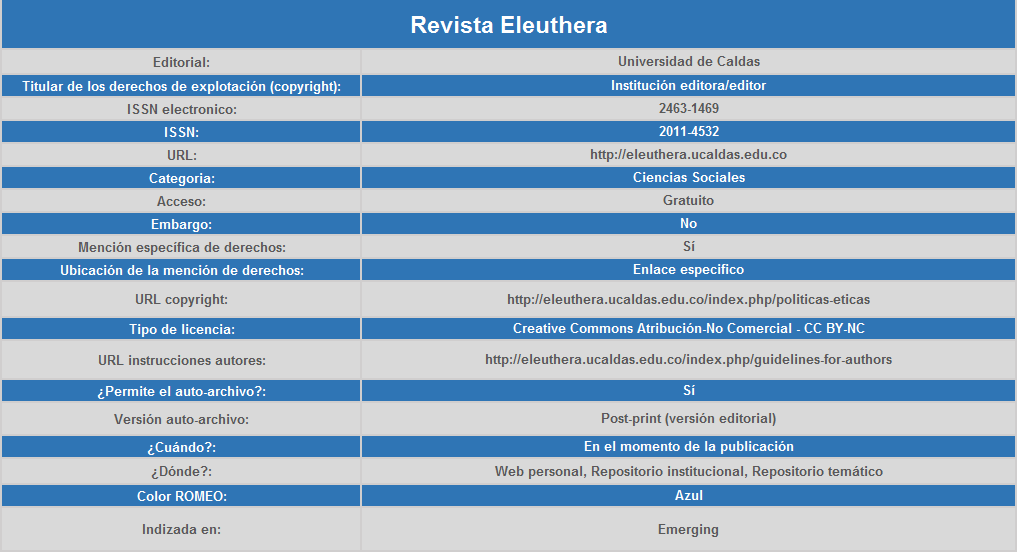 Revista Eleuthera
Editorial: Universidad de Caldas
Titular de los derechos de explotación (copyright): Institución editora/editor
ISSN electronico: 2463-1469
ISSN: 2011-4532
URL: http://eleuthera.ucaldas.edu.co
Categoria: Ciencias Sociales
Acceso: Gratuito
Embargo: No
Mención específica de derechos: Sí
Ubicación de la mención de derechos: Enlace especifico
URL copyright: http://eleuthera.ucaldas.edu.co/index.php/politicas-eticas
Tipo de licencia: Creative Commons Atribución-No Comercial - CC BY-NC
URL instrucciones autores: http://eleuthera.ucaldas.edu.co/index.php/guidelines-for-authors
¿Permite el auto-archivo?: Sí
Versión auto-archivo: Post-print (versión editorial)
¿Cuándo?: En el momento de la publicación
¿Dónde?: Web personal, Repositorio institucional, Repositorio temático
Color ROMEO: Azul
Indizada en: Emerging